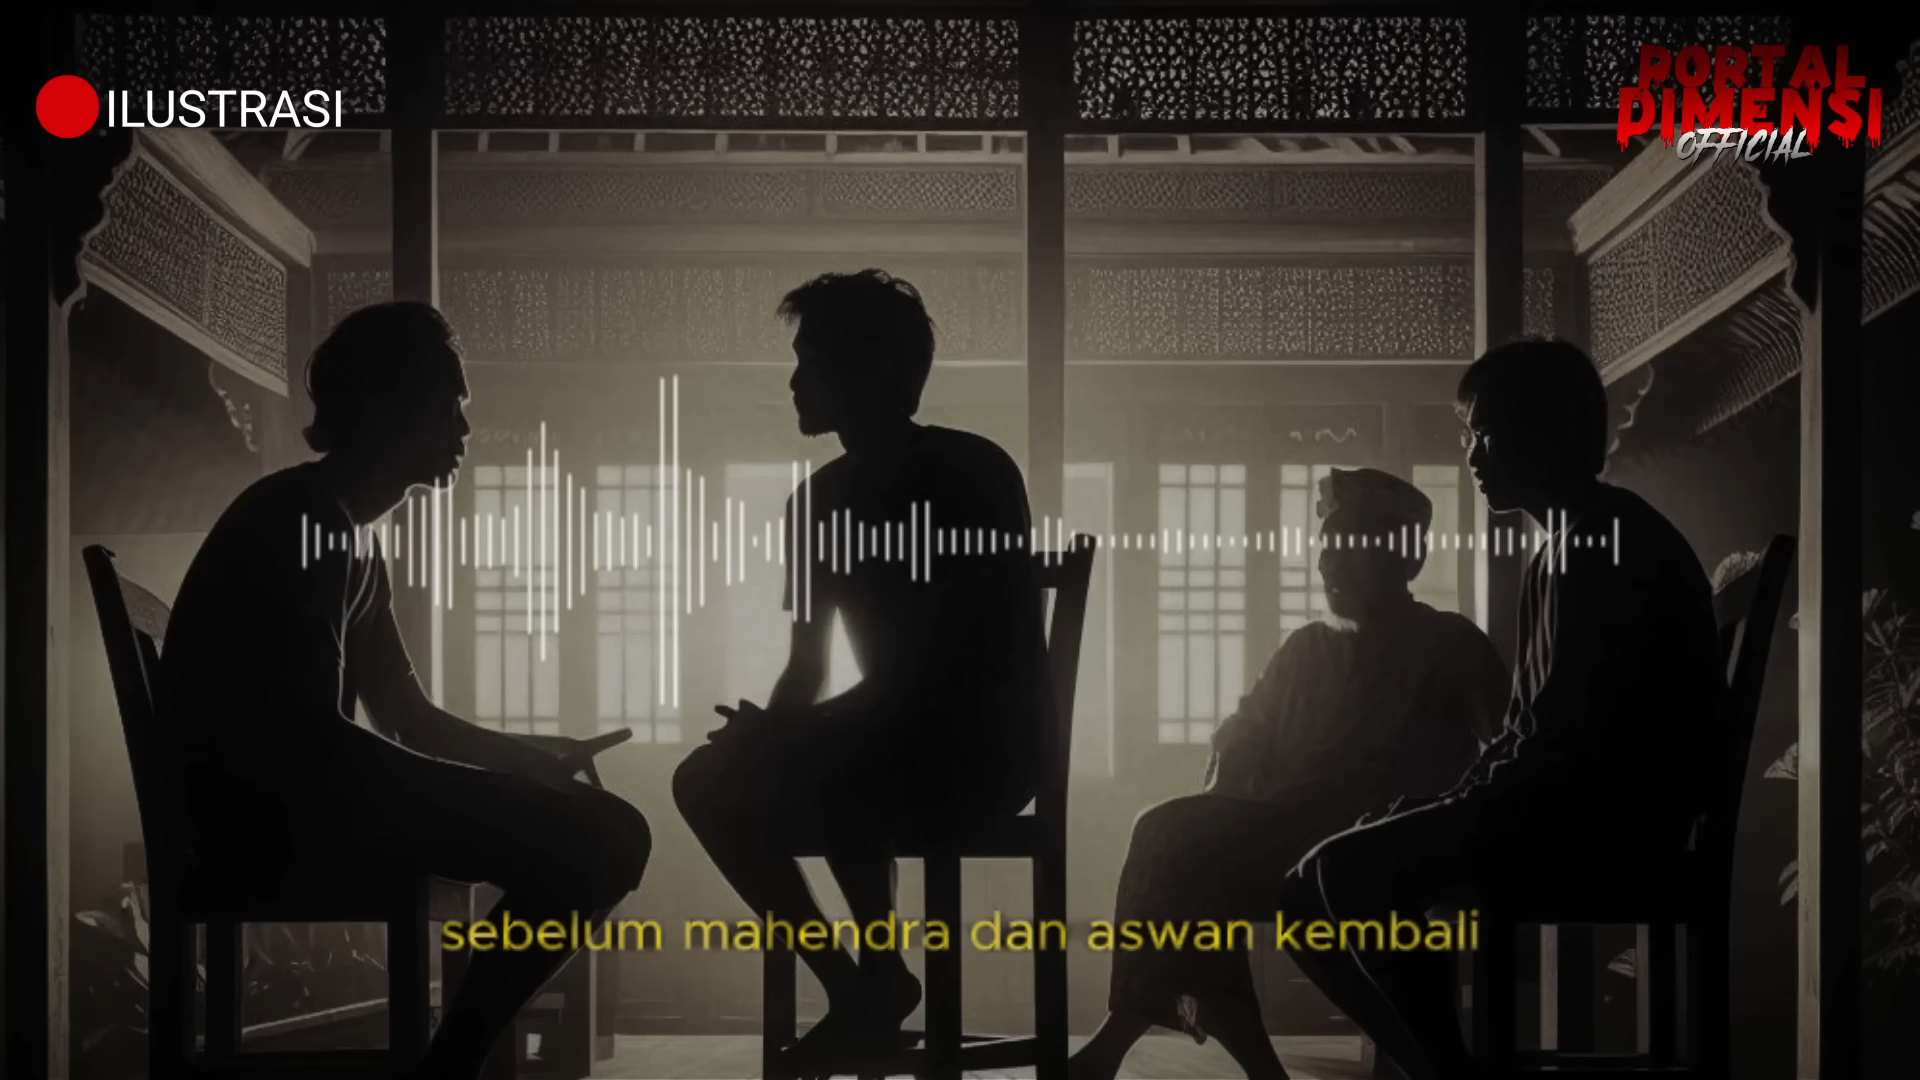 ILUSTRASI
PORTAL
DIMENSI
OFFICIAL
sebelum mahendra dan aswan kembali